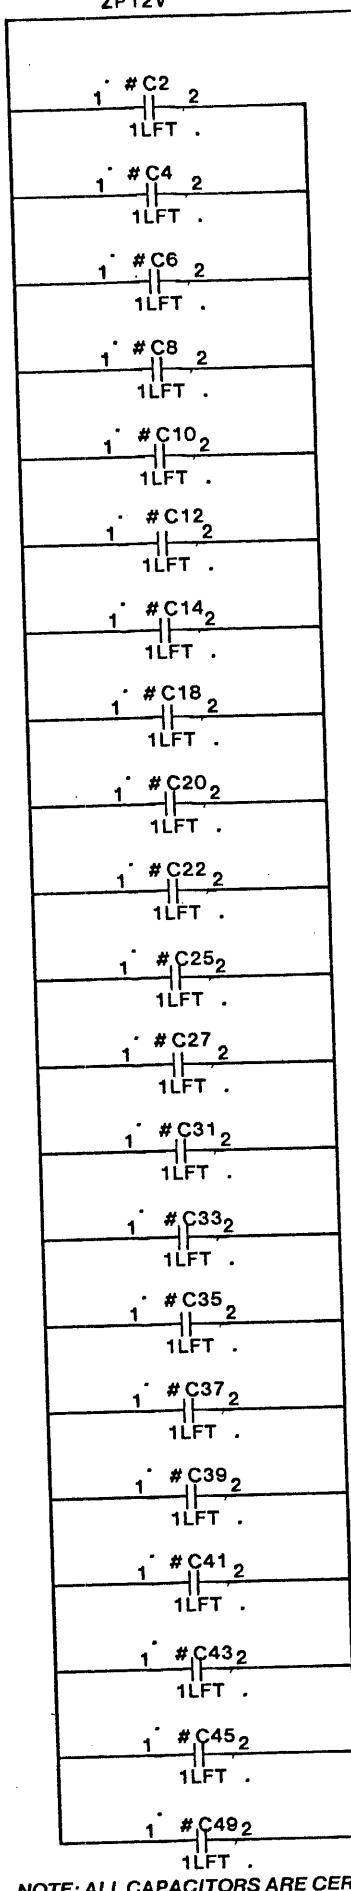 ZP12V
#C2
1 2
1LFT .
#C4
1 2
1LFT .
#C6
1 2
1LFT .
#C8
1 2
1LFT .
#C10
1 2
1LFT .
#C12
1 2
1LFT .
#C14
1 2
1LFT .
#C18
1 2
1LFT .
#C20
1 2
1LFT .
#C22
1 2
1LFT .
#C25
1 2
1LFT .
#C27
1 2
1LFT .
#C31
1 2
1LFT .
#C33
1 2
1LFT .
#C35
1 2
1LFT .
#C37
1 2
1LFT .
#C39
1 2
1LFT .
#C41
1 2
1LFT .
#C43
1 2
1LFT .
#C45
1 2
1LFT .
#C49
1 2
1LFT .
NOTE: ALL CAPACITORS ARE CER